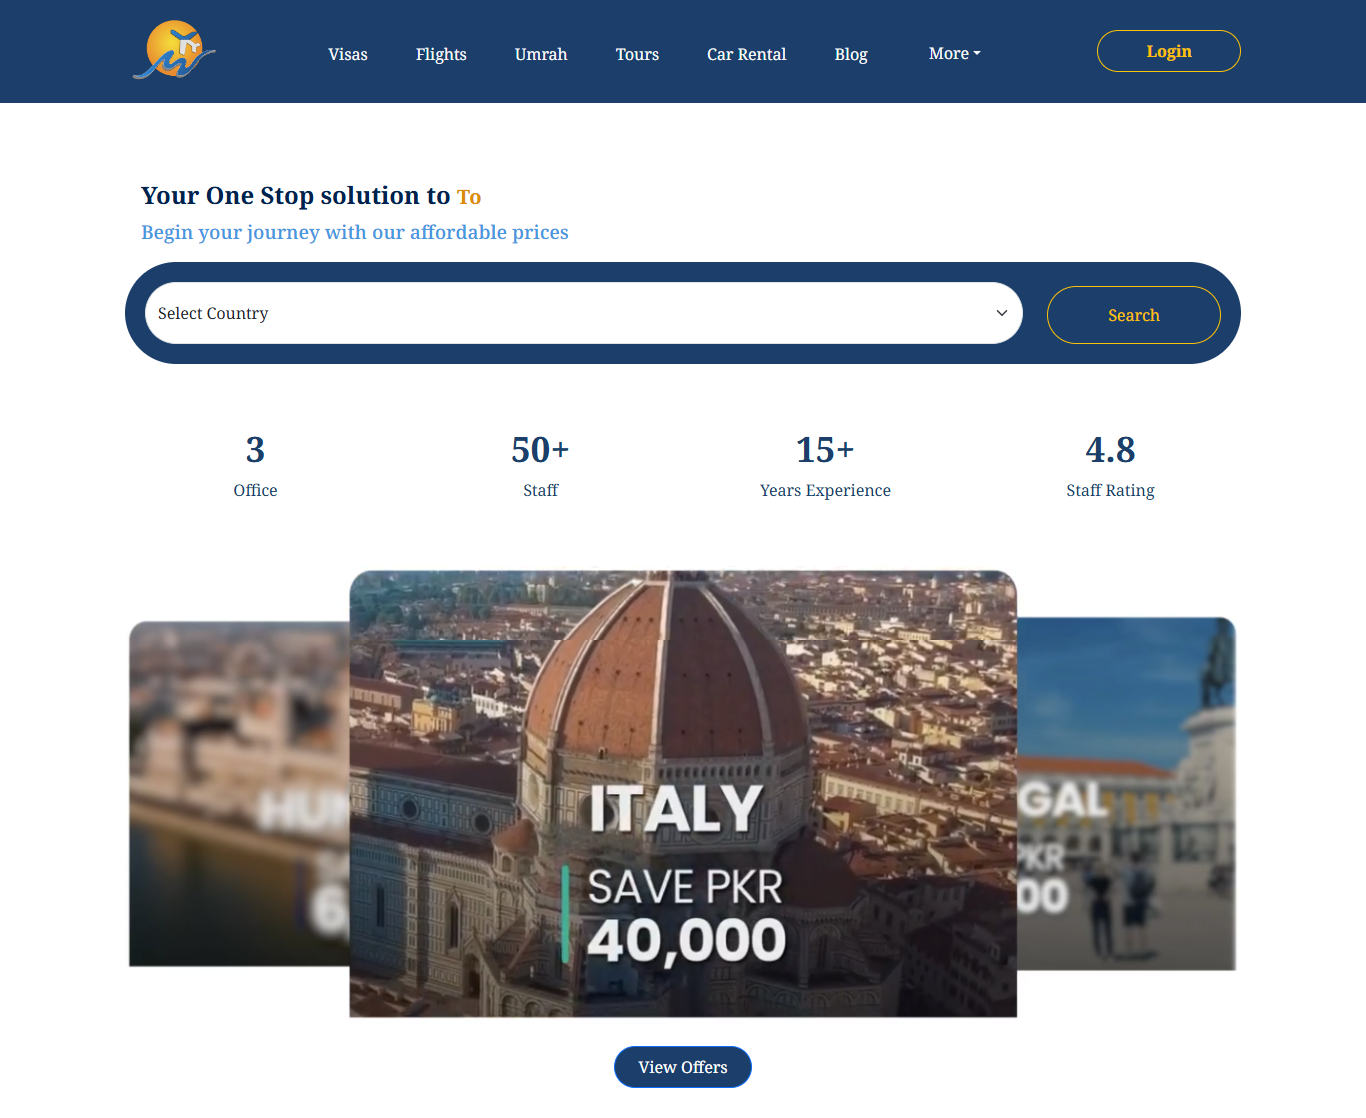 Visas
Flights
Umrah
Tours
Car Rental
Blog
More
Login
Your One Stop solution to To
Begin your journey with our affordable prices
Select Country
Search
3
Office
50+
Staff
15+
Years Experience
4.8
Staff Rating
HUN
6
ITALY
SAVE PKR
40,000
GAL
PKR
00
View Offers